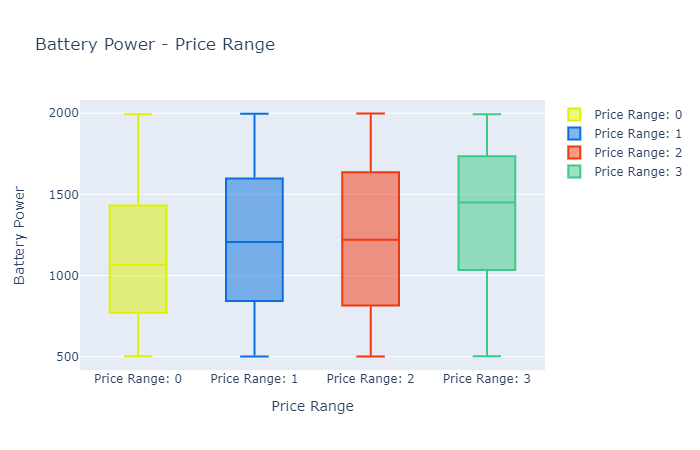 Battery Power - Price Range
Battery Power
2000
1500
1000
500
Price Range: 0
Price Range: 1
Price Range: 2
Price Range: 3
Price Range
Price Range: 0
Price Range: 1
Price Range: 2
Price Range: 3